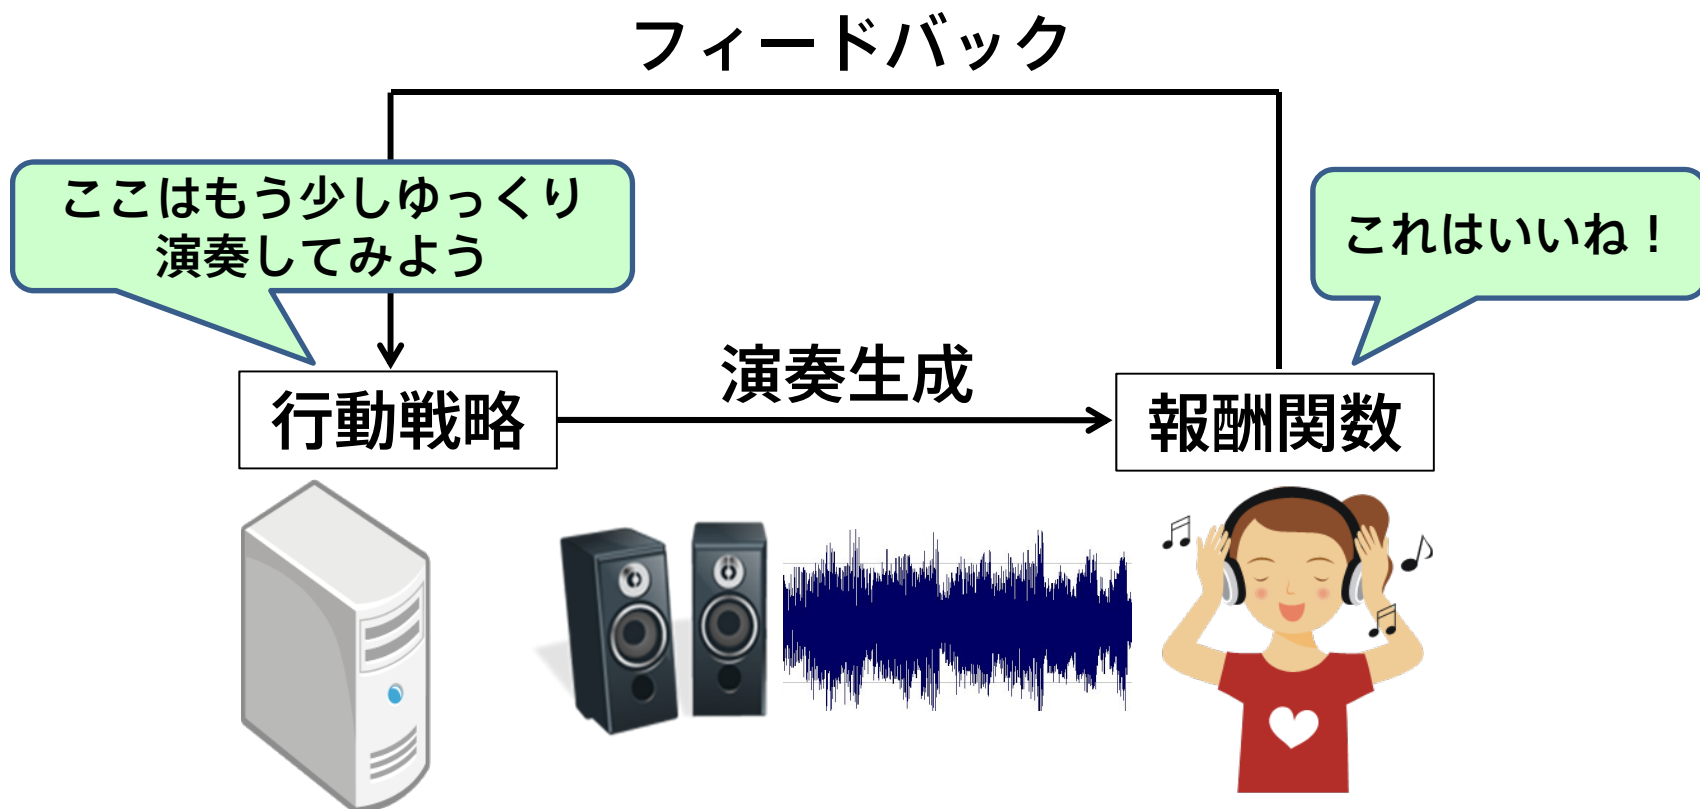 フィードバック
ここはもう少しゆっくり
演奏してみよう
これはいいね！
演奏生成
行動戦略
報酬関数